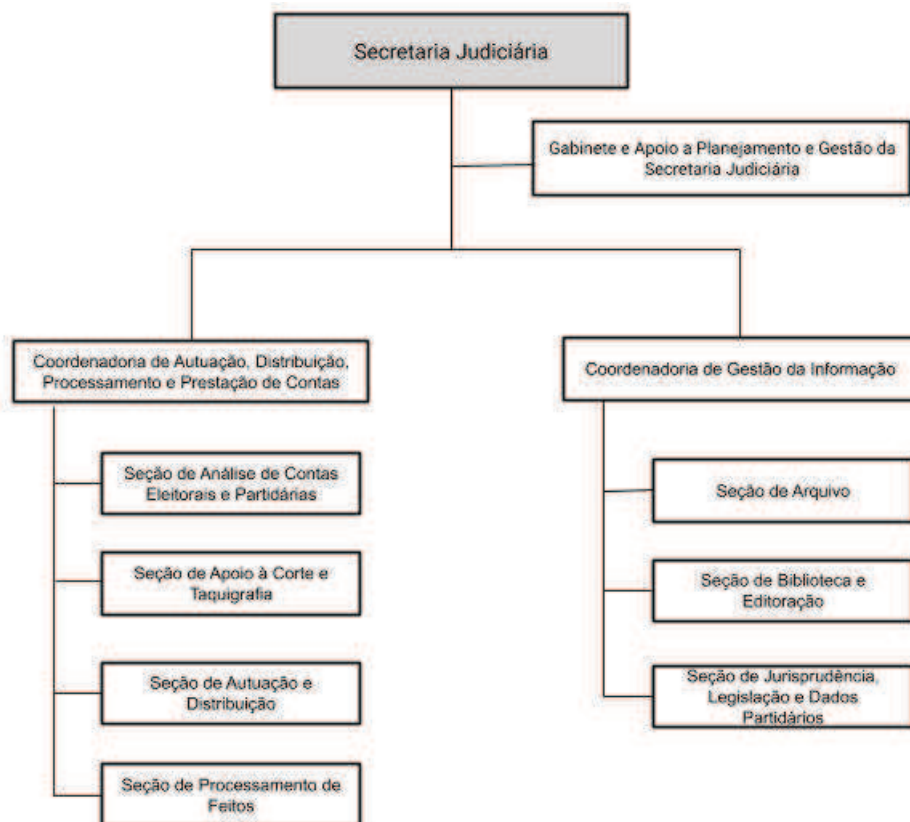 Secretaria Judiciária
Gabinete e Apoio a Planejamento e Gestão da
Secretaria Judiciária
Coordenadoria de Autuação, Distribuição,
Processamento e Prestação de Contas
Seção de Análise de Contas
Eleitorais e Partidárias
Seção de Apoio à Corte e
Taquigrafia
Seção de Autuação e
Distribuição
Seção de Processamento de
Feitos
Coordenadoria de Gestão da Informação
Seção de Arquivo
Seção de Biblioteca e
Editoração
Seção de Jurisprudência,
Legislação e Dados
Partidários